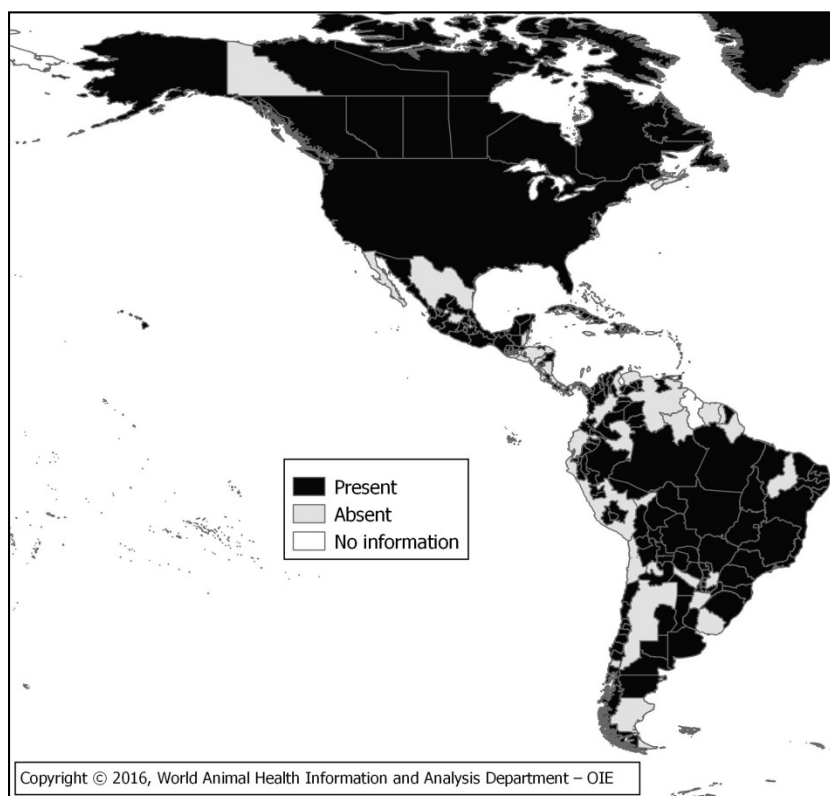 Present
Absent
No information
Copyright © 2016, World Animal Health Information and Analysis Department – OIE